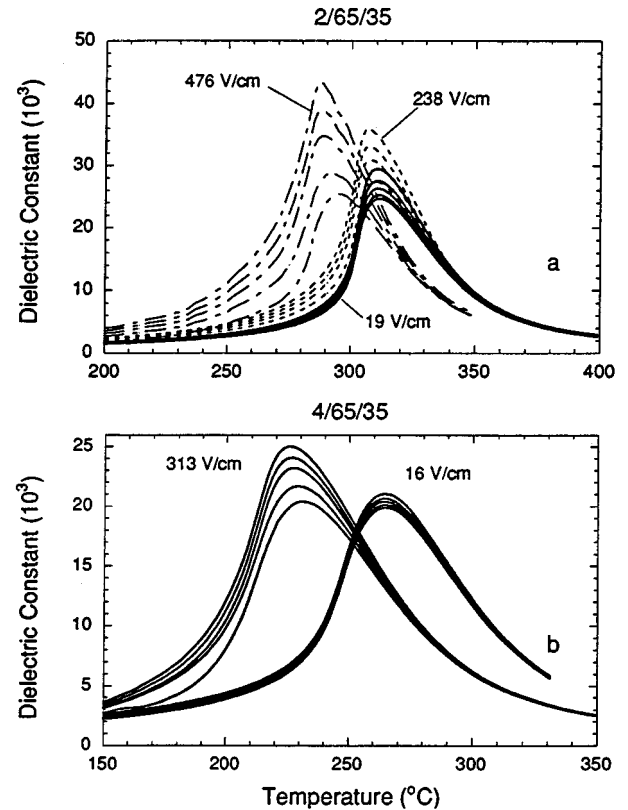 2/65/35
Dielectric Constant (10³)
50
40
30
20
10
0
476 V/cm
238 V/cm
19 V/cm
a
200
250
300
350
400
4/65/35
Dielectric Constant (10³)
25
20
15
10
5
0
313 V/cm
16 V/cm
b
150
200
250
300
350
Temperature (°C)